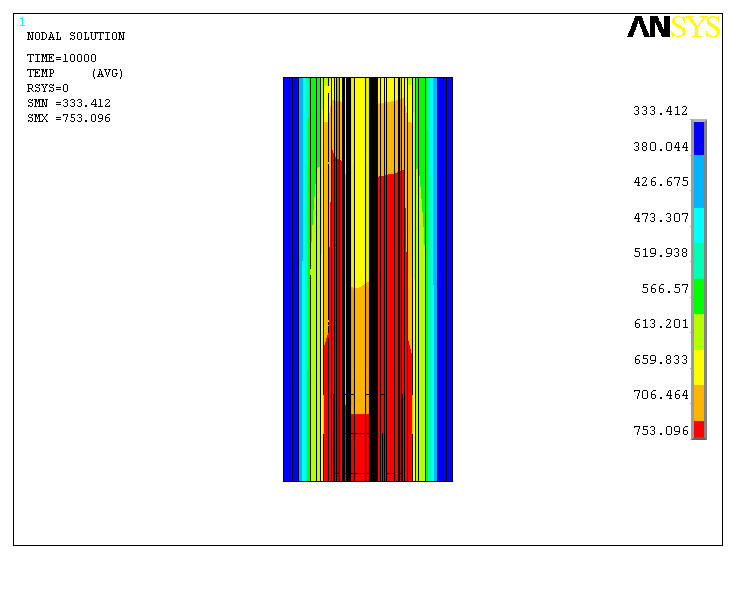 1
NODAL SOLUTION
ANSYS
TIME=10000
TEMP (AVG)
RSYS=0
SMN =333.412
SMX =753.096
333.412
380.044
426.675
473.307
519.938
566.57
613.201
659.833
706.464
753.096